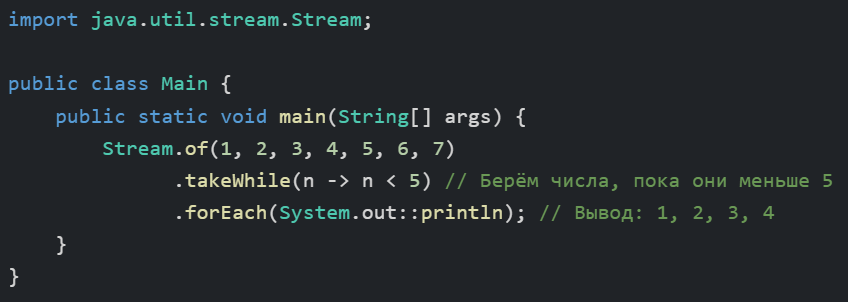 import java.util.stream.Stream;
public class Main {
public static void main(String[] args) {
Stream.of(1, 2, 3, 4, 5, 6, 7)
.takeWhile(n -> n < 5) // Берём числа, пока они меньше 5
.forEach(System.out::println); // Вывод: 1, 2, 3, 4
}
}